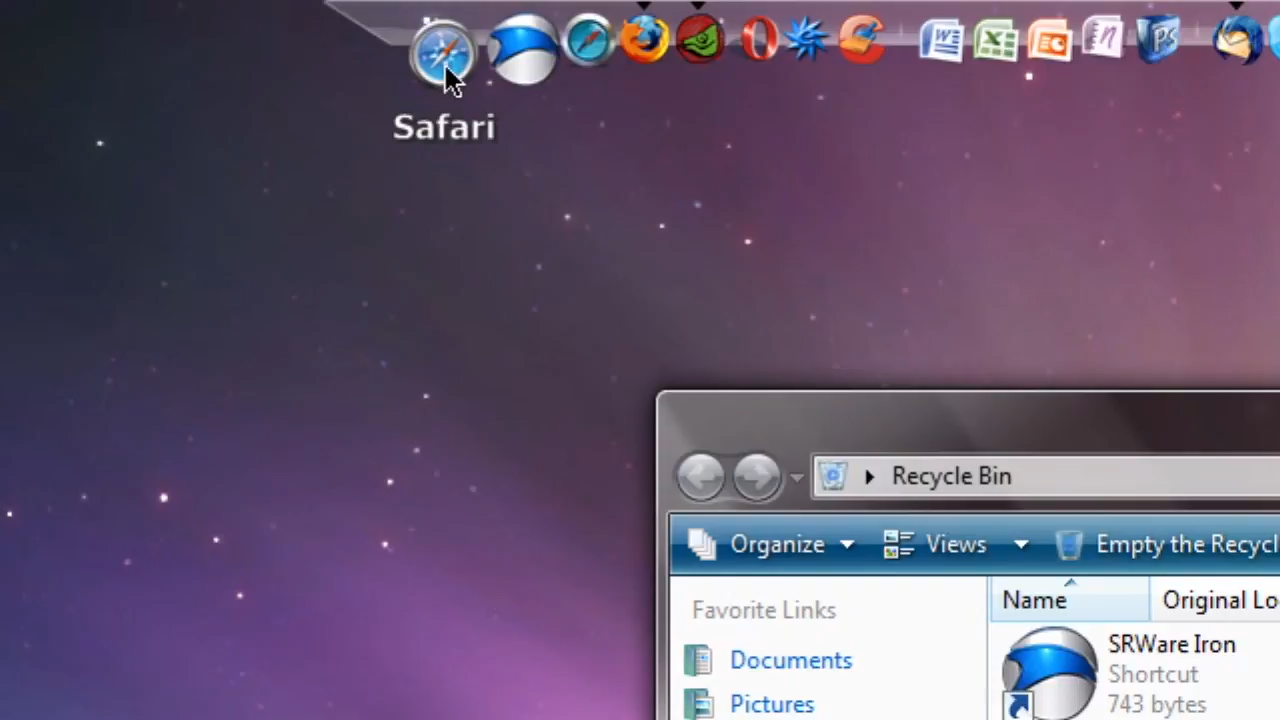 Safari
Recycle Bin
Organize Views Empty the Recycl
Favorite Links
Name Original Lo
Documents
Pictures
SRWare Iron
Shortcut
743 bytes